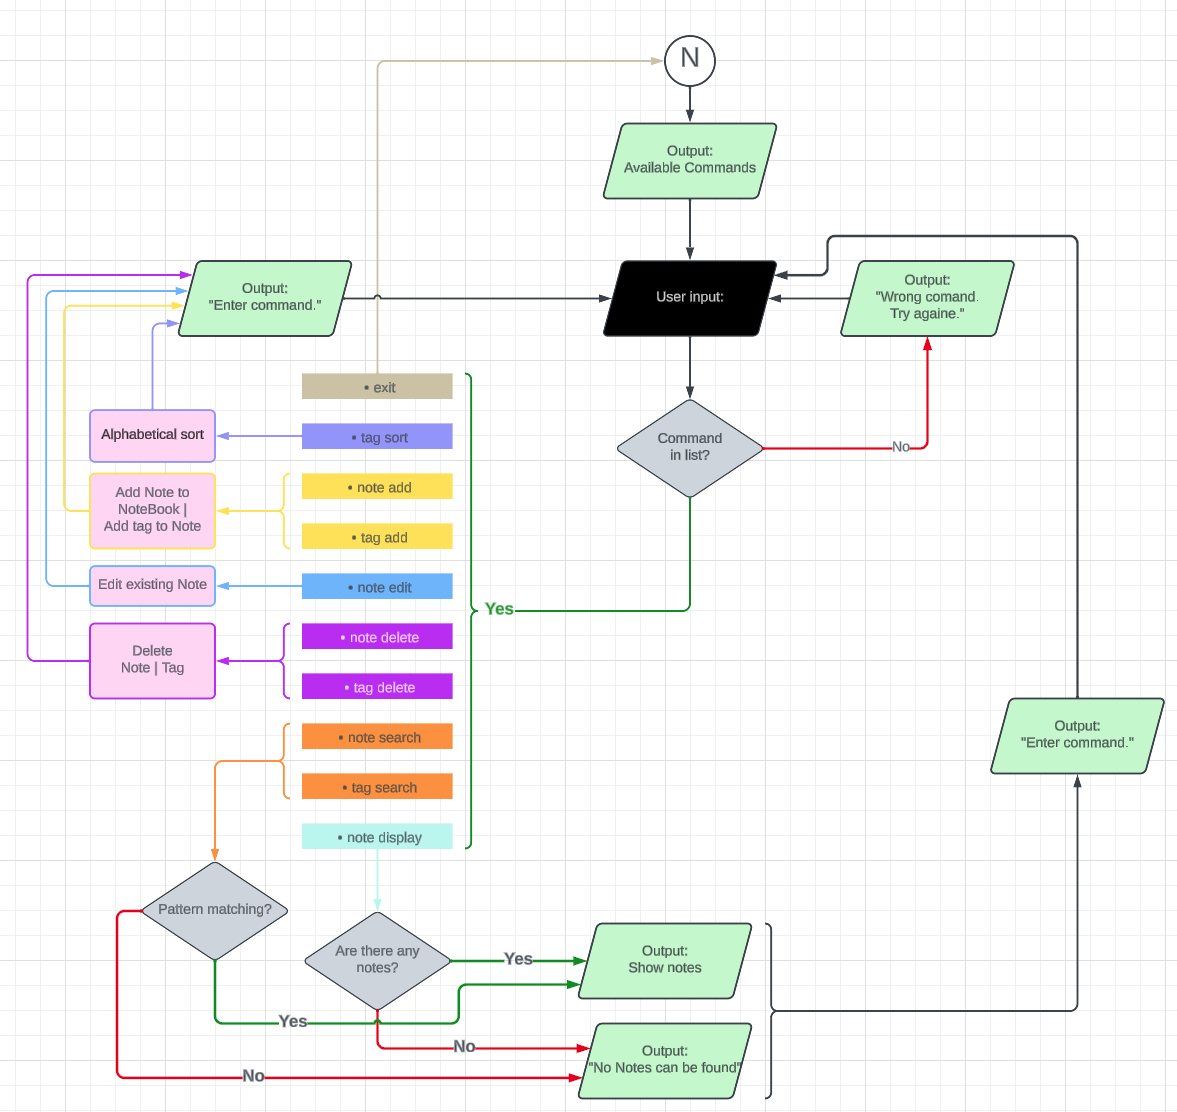 N
Output:
Available Commands
Output:
"Enter command."
User input:
Output:
"Wrong comand.
Try againe."
• exit
Alphabetical sort
• tag sort
Command
in list?
No
Add Note to
NoteBook |
Add tag to Note
• note add
• tag add
Edit existing Note
• note edit
Yes
Delete
Note | Tag
• note delete
• tag delete
• note search
• tag search
• note display
Output:
"Enter command."
Pattern matching?
Are there any
notes?
Yes
Output:
Show notes
Yes
No
Output:
"No Notes can be found"
No